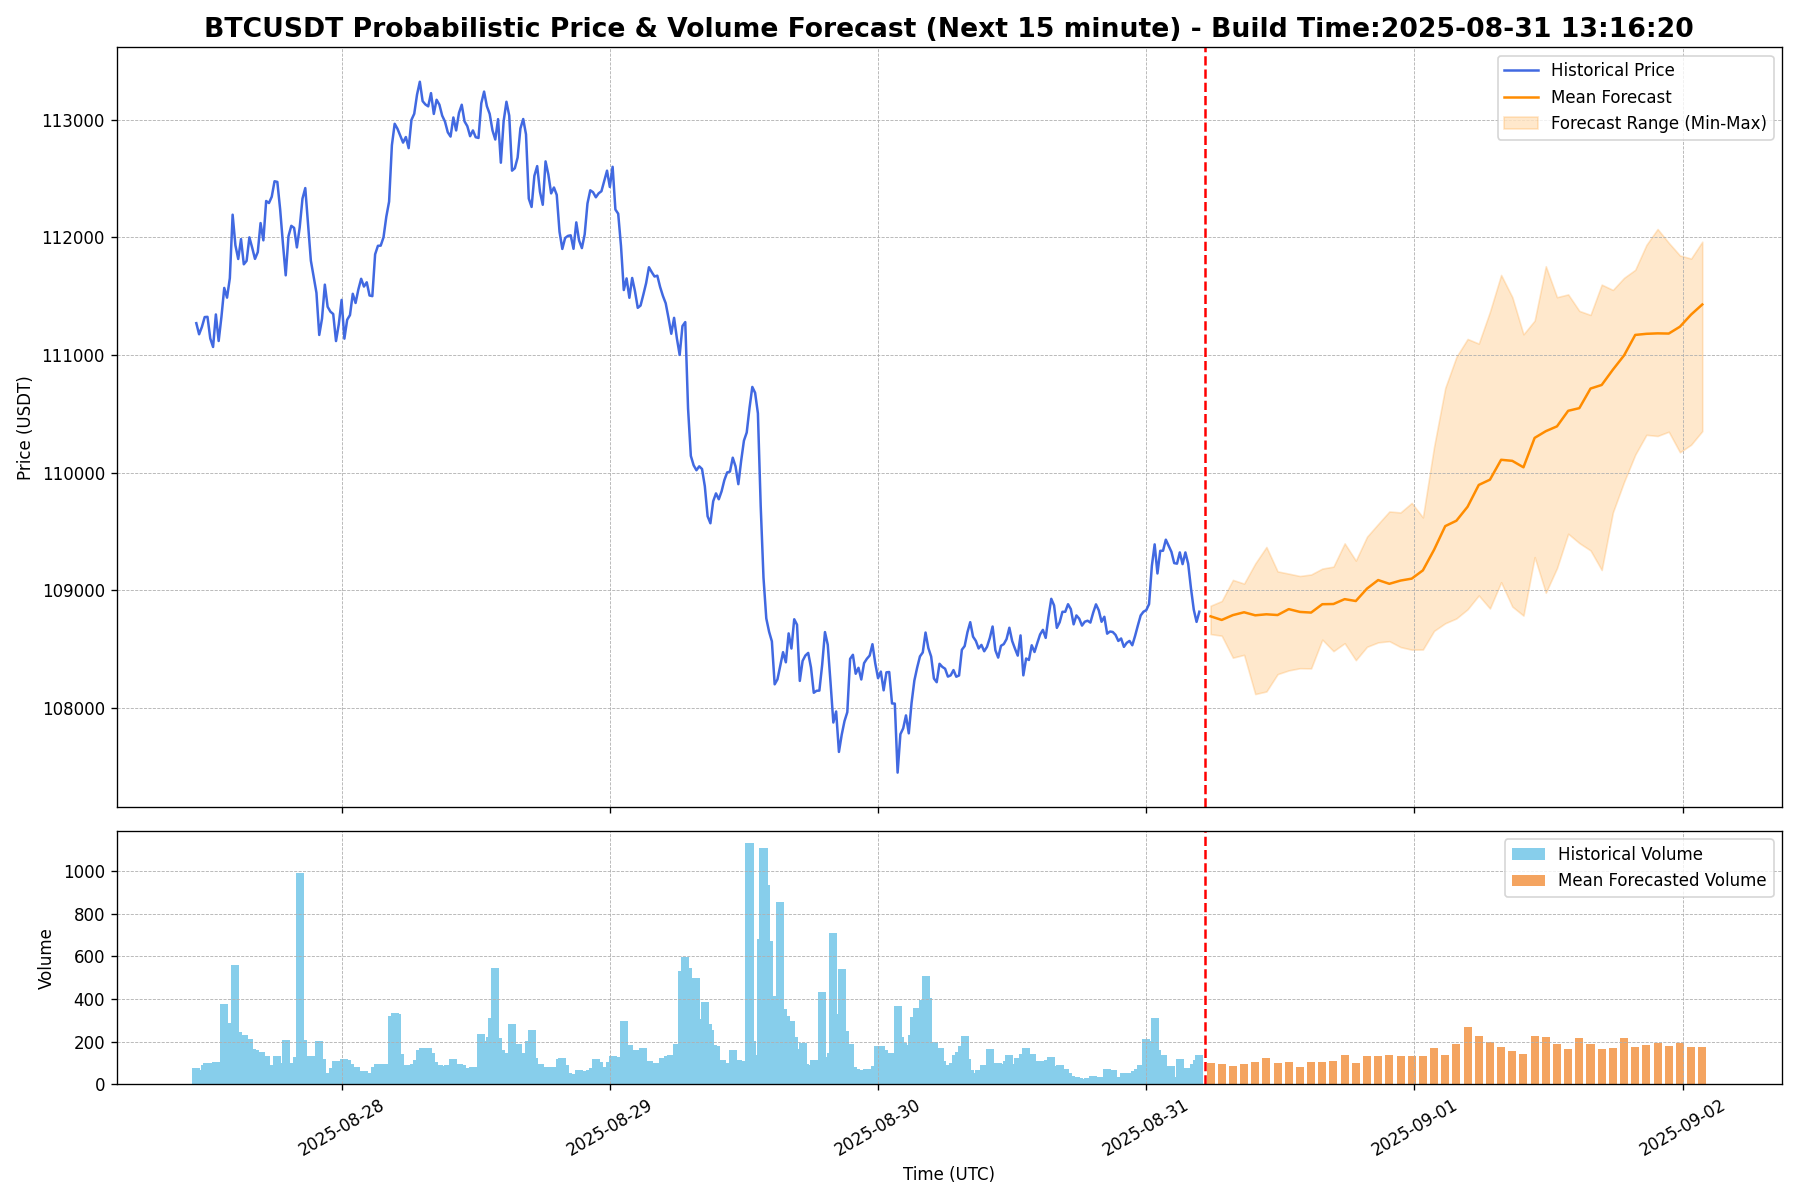 BTCUSDT Probabilistic Price & Volume Forecast (Next 15 minute) - Build Time:2025-08-31 13:16:20
Historical Price
Mean Forecast
Forecast Range (Min-Max)
113000
112000
111000
110000
109000
108000
Price (USDT)
Historical Volume
Mean Forecasted Volume
1000
800
600
400
200
0
Volume
2025-08-28
2025-08-29
2025-08-30
2025-08-31
2025-09-01
2025-09-02
Time (UTC)